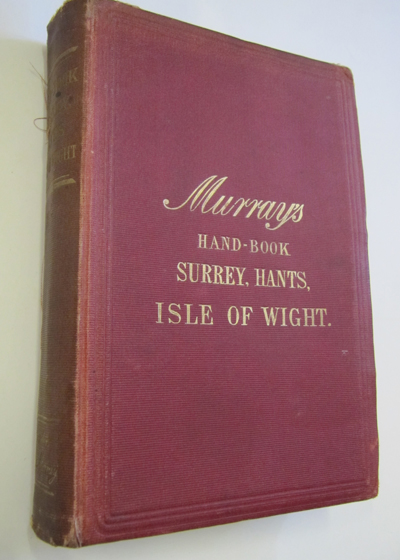 Murray's
HAND-BOOK
SURREY, HANTS,
ISLE OF WIGHT.